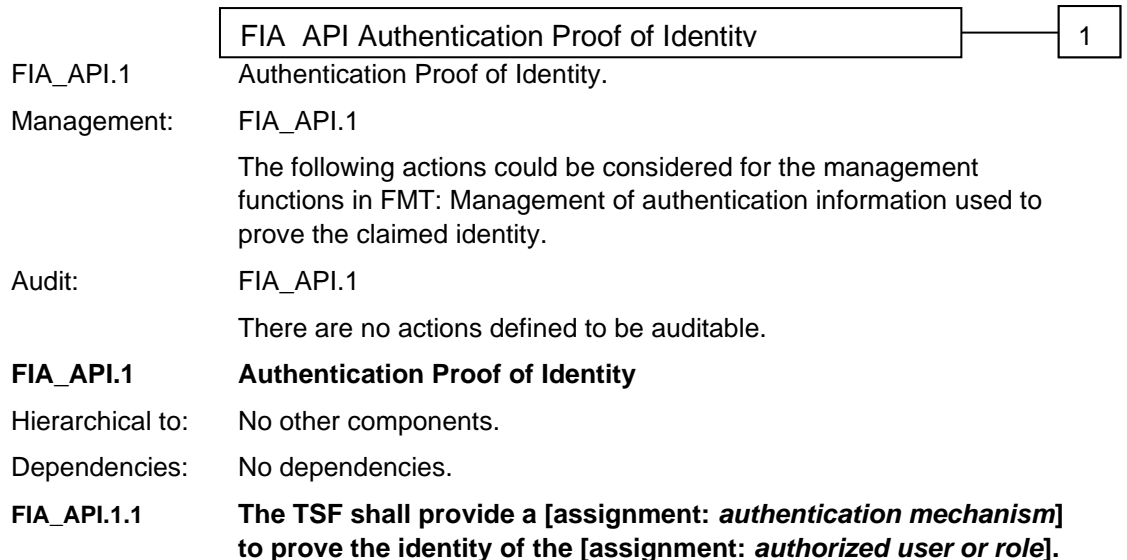 FIA_API Authentication Proof of Identity 1
FIA_API.1 Authentication Proof of Identity.
Management: FIA_API.1
The following actions could be considered for the management
functions in FMT: Management of authentication information used to
prove the claimed identity.
Audit: FIA_API.1
There are no actions defined to be auditable.
FIA_API.1 Authentication Proof of Identity
Hierarchical to: No other components.
Dependencies: No dependencies.
FIA_API.1.1 The TSF shall provide a [assignment: authentication mechanism]
to prove the identity of the [assignment: authorized user or role].